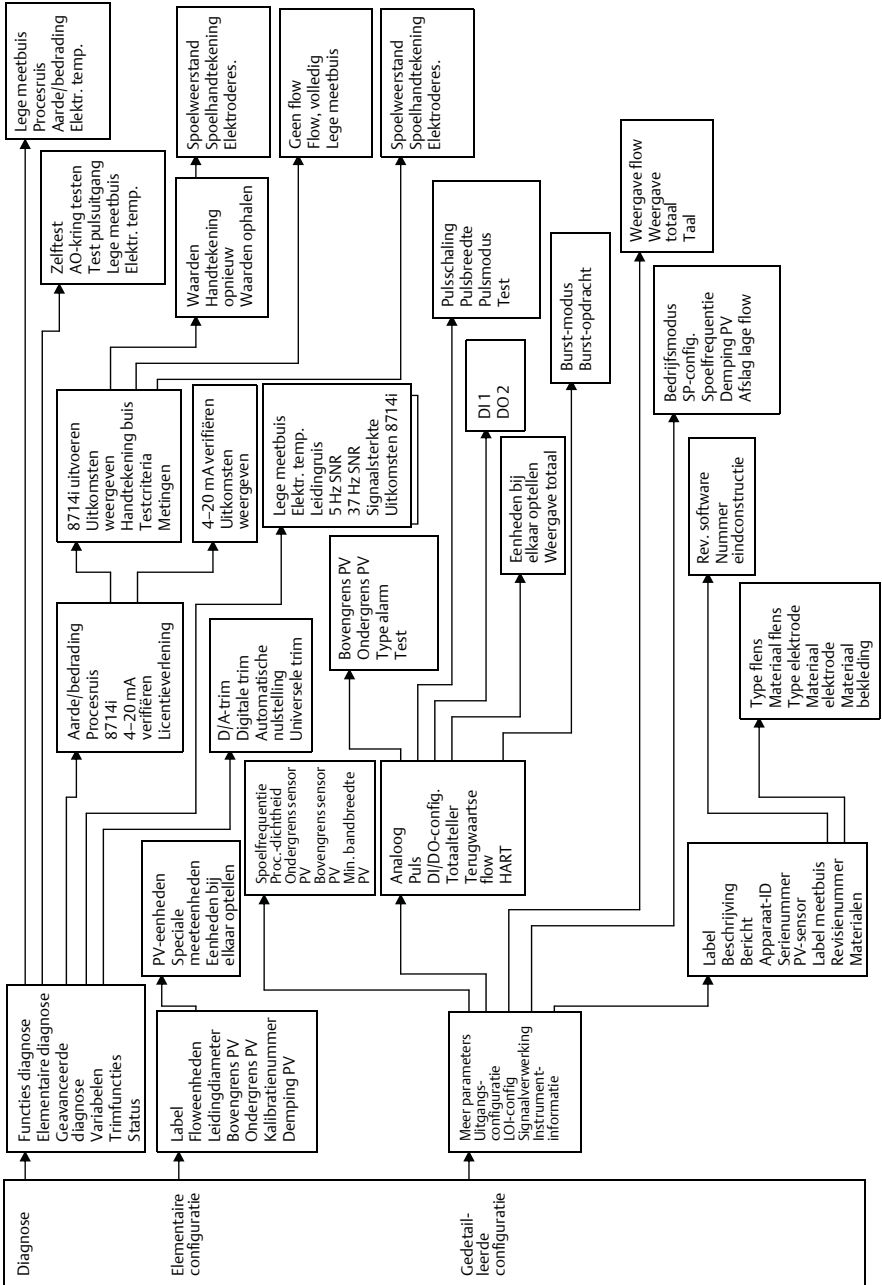 Diagnose
Elementaire
configuratie
Gedetail-
leerde
configuratie
Functies diagnose
Elementaire diagnose
Geavanceerde
diagnose
Variabelen
Trimfuncties
Status
Label
Floweenheden
Leidingdiameter
Bovengrens PV
Ondergrens PV
Kalibratienummer
Demping PV
Meer parameters
Uitgangs-
configuratie
LOI-config
Signaalverwerking
Instrument-
informatie
PV-eenheden
Speciale
meeteenheden
Eenheden bij
elkaar optellen
Aarde/bedrading
Procesruis
8714i
4–20 mA
verifiëren
Licentieverlening
D/A-trim
Digitale trim
Automatische
nulstelling
Universele trim
Spoelfrequentie
Proc.-dichtheid
Ondergrens sensor
PV
Bovengrens sensor
PV
Min. bandbreedte
PV
Analoog
Puls
DI/DO-config.
Totaalteller
Terugwaartse
flow
HART
Label
Beschrijving
Bericht
Apparaat-ID
Serienummer
PV-sensor
Label meetbuis
Revisienummer
Materialen
8714i uitvoeren
Uitkomsten
weergeven
Handtekening buis
Testcriteria
Metingen
4–20 mA verifiëren
Uitkomsten
weergeven
Lege meetbuis
Elektr. temp.
Leidingruis
5 Hz SNR
37 Hz SNR
Signaalsterkte
Uitkomsten 8714i
Bovengrens PV
Ondergrens PV
Type alarm
Test
Eenheden bij
elkaar optellen
Weergave totaal
Rev. software
Nummer
eindconstructie
Type flens
Materiaal flens
Type elektrode
Materiaal
elektrode
Materiaal
bekleding
Zelftest
AO-kring testen
Test pulsuitgang
Lege meetbuis
Elektr. temp.
Waarden
Handtekening
opnieuw
Waarden ophalen
Pulsschaling
Pulsbreedte
Pulsmodus
Test
DI 1
DO 2
Burst-modus
Burst-opdracht
Bedrijfsmodus
SP-config.
Spoelfrequentie
Demping PV
Afslag lage flow
Lege meetbuis
Procesruis
Aarde/bedrading
Elektr. temp.
Spoelweerstand
Spoelhandtekening
Elektroderes.
Geen flow
Flow, volledig
Lege meetbuis
Spoelweerstand
Spoelhandtekening
Elektroderes.
Weergave flow
Weergave
totaal
Taal